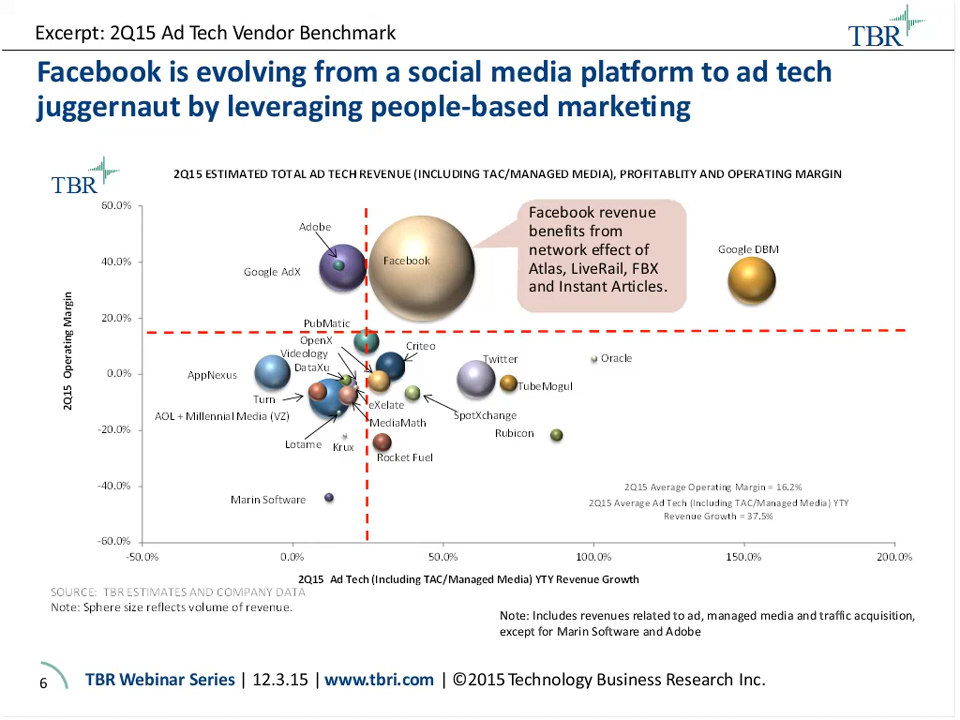 Excerpt: 2Q15 Ad Tech Vendor Benchmark
TBR
Facebook is evolving from a social media platform to ad tech
juggernaut by leveraging people-based marketing
TBR
2Q15 ESTIMATED TOTAL AD TECH REVENUE (INCLUDING TAC/MANAGED MEDIA), PROFITABLITY AND OPERATING MARGIN
60.0%
40.0%
20.0%
0.0%
-20.0%
-40.0%
-60.0%
2Q15 Operating Margin
Adobe
Google AdX
Facebook
Facebook revenue
benefits from
network effect of
Atlas, LiveRail, FBX
and Instant Articles.
Google DBM
PubMatic
OpenX
Videology
DataXu
Criteo
AppNexus
Twitter
Oracle
TubeMogul
Turn
eXelate
AOL + Millennial Media (VZ)
MediaMath
SpotXchange
Rubicon
Lotame
Krux
Rocket Fuel
Marin Software
2Q15 Average Operating Margin = 16.2%
2Q15 Average Ad Tech (Including TAC/Managed Media) YTY
Revenue Growth = 37.5%
-50.0%
0.0%
50.0%
100.0%
150.0%
200.0%
2Q15 Ad Tech (Including TAC/Managed Media) YTY Revenue Growth
SOURCE: TBR ESTIMATES AND COMPANY DATA
Note: Sphere size reflects volume of revenue.
Note: Includes revenues related to ad, managed media and traffic acquisition,
except for Marin Software and Adobe
6
TBR Webinar Series | 12.3.15 | www.tbri.com | ©2015 Technology Business Research Inc.